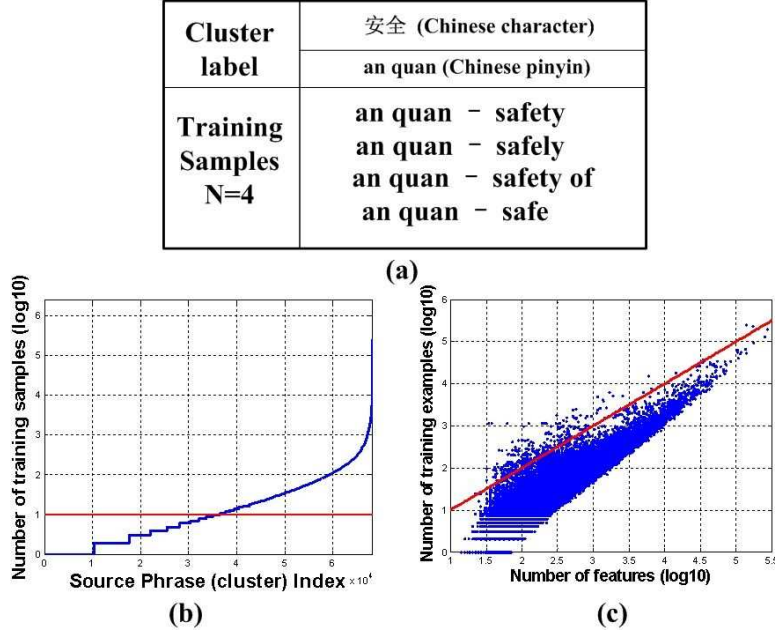 Cluster
label
安全 (Chinese character)
an quan (Chinese pinyin)
Training
Samples
N=4
an quan - safety
an quan - safely
an quan - safety of
an quan - safe
(a)
Number of training samples (log10)
6
5
4
3
2
1
0
0 1 2 3 4 5 6
Source Phrase (cluster) Index × 10⁴
(b)
Number of training examples (log10)
6
5
4
3
2
1
0
1 1.5 2 2.5 3 3.5 4 4.5 5 5.5
Number of features (log10)
(c)